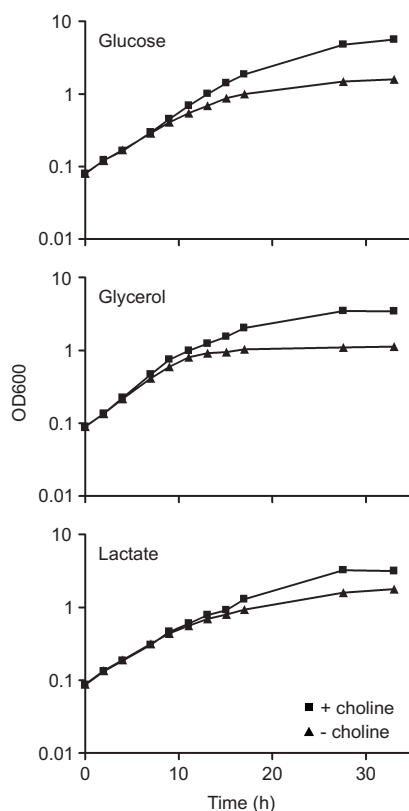 Glucose
10
1
0.1
0.01
Glycerol
10
1
0.1
0.01
OD600
Lactate
10
1
0.1
0.01
+ choline
- choline
0 10 20 30
Time (h)